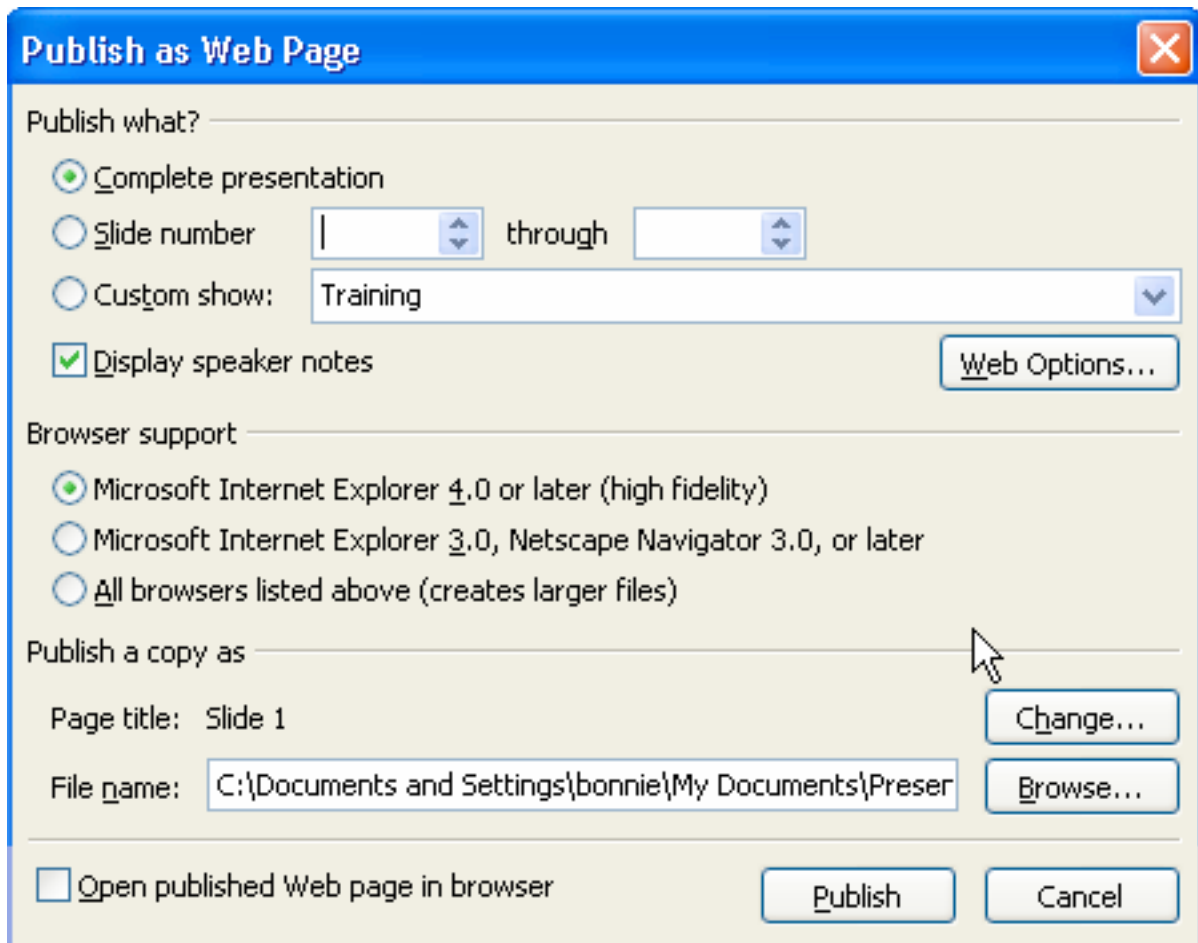 Publish as Web Page
Publish what?
Complete presentation
Slide number through
Custom show: Training
Display speaker notes Web Options...
Browser support
Microsoft Internet Explorer 4.0 or later (high fidelity)
Microsoft Internet Explorer 3.0, Netscape Navigator 3.0, or later
All browsers listed above (creates larger files)
Publish a copy as
Page title: Slide 1 Change...
File name: C:\Documents and Settings\bonnie\My Documents\Preser Browse...
Open published Web page in browser Publish Cancel